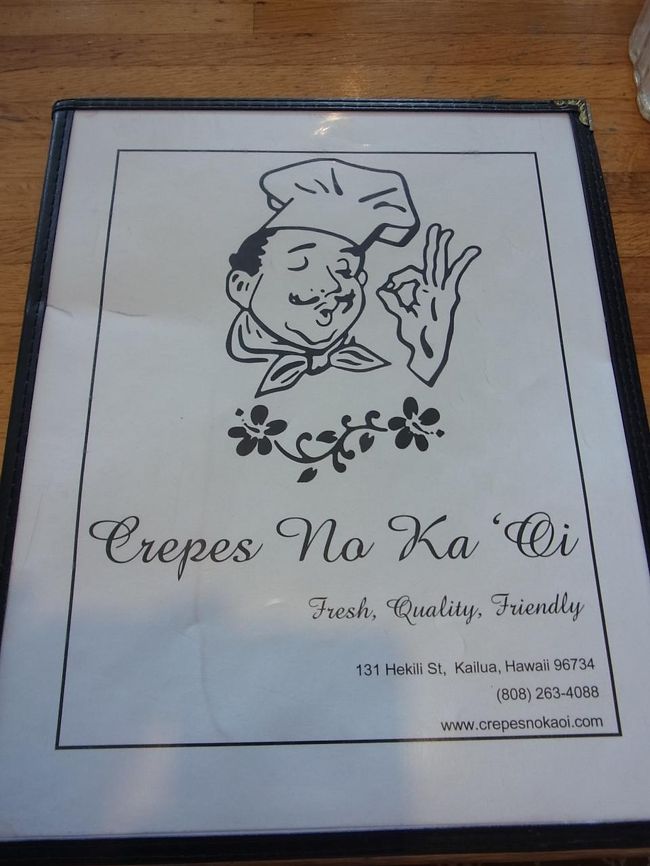 Crepes No Ka ‘Oi
Fresh, Quality, Friendly
131 Hekili St, Kailua, Hawaii 96734
(808) 263-4088
www.crepesnokaoi.com